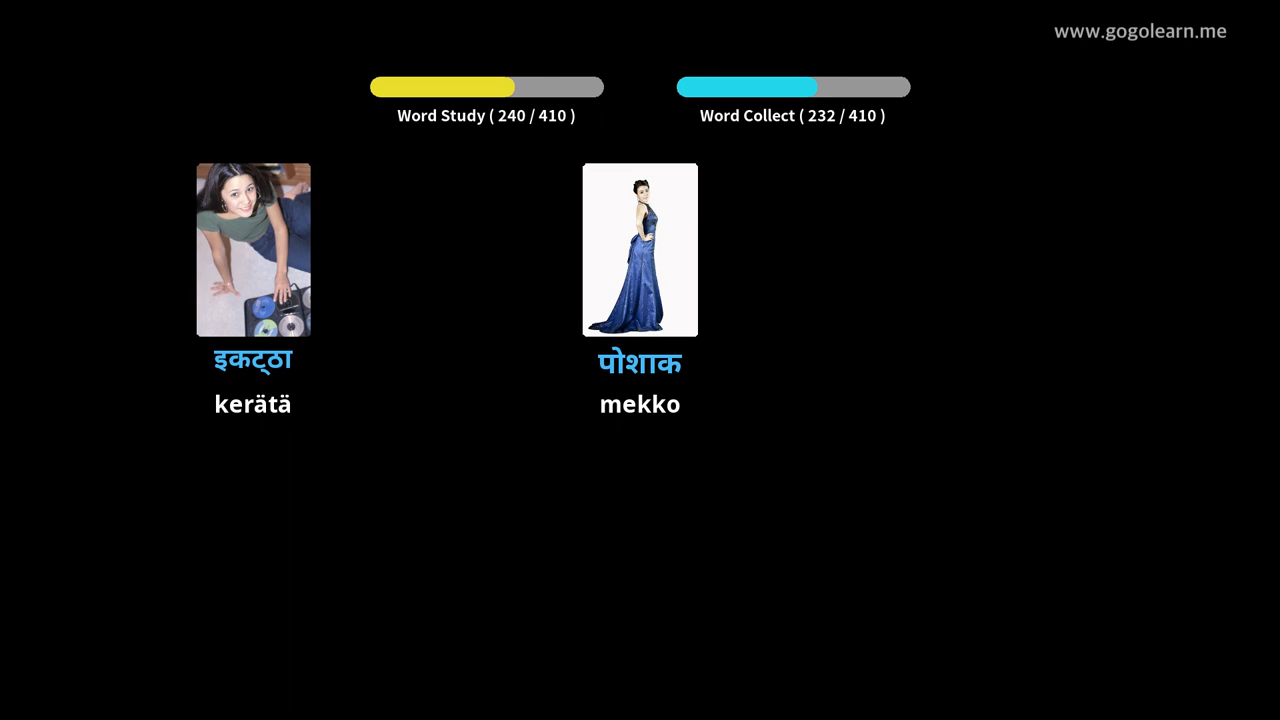 www.gogolearn.me
Word Study ( 240 / 410 )
Word Collect ( 232 / 410 )
इकट्ठा
kerätä
पोशाक
mekko